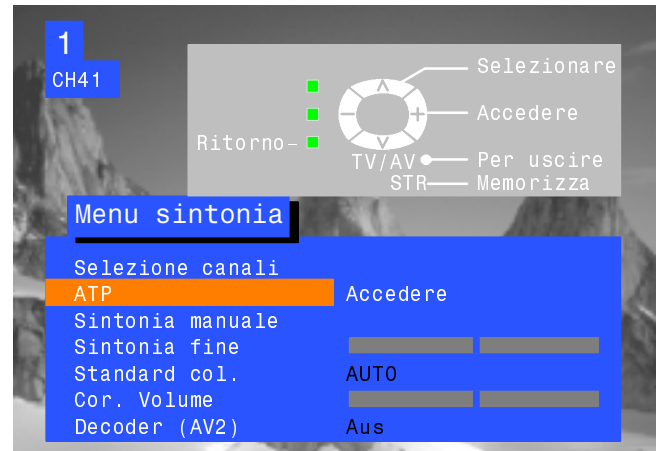 1
CH41
Selezionare
Accedere
Ritorno–
TV/AV Per uscire
STR Memorizza
Menu sintonia
Selezione canali
ATP Accedere
Sintonia manuale
Sintonia fine
Standard col. AUTO
Cor. Volume
Decoder (AV2) Aus